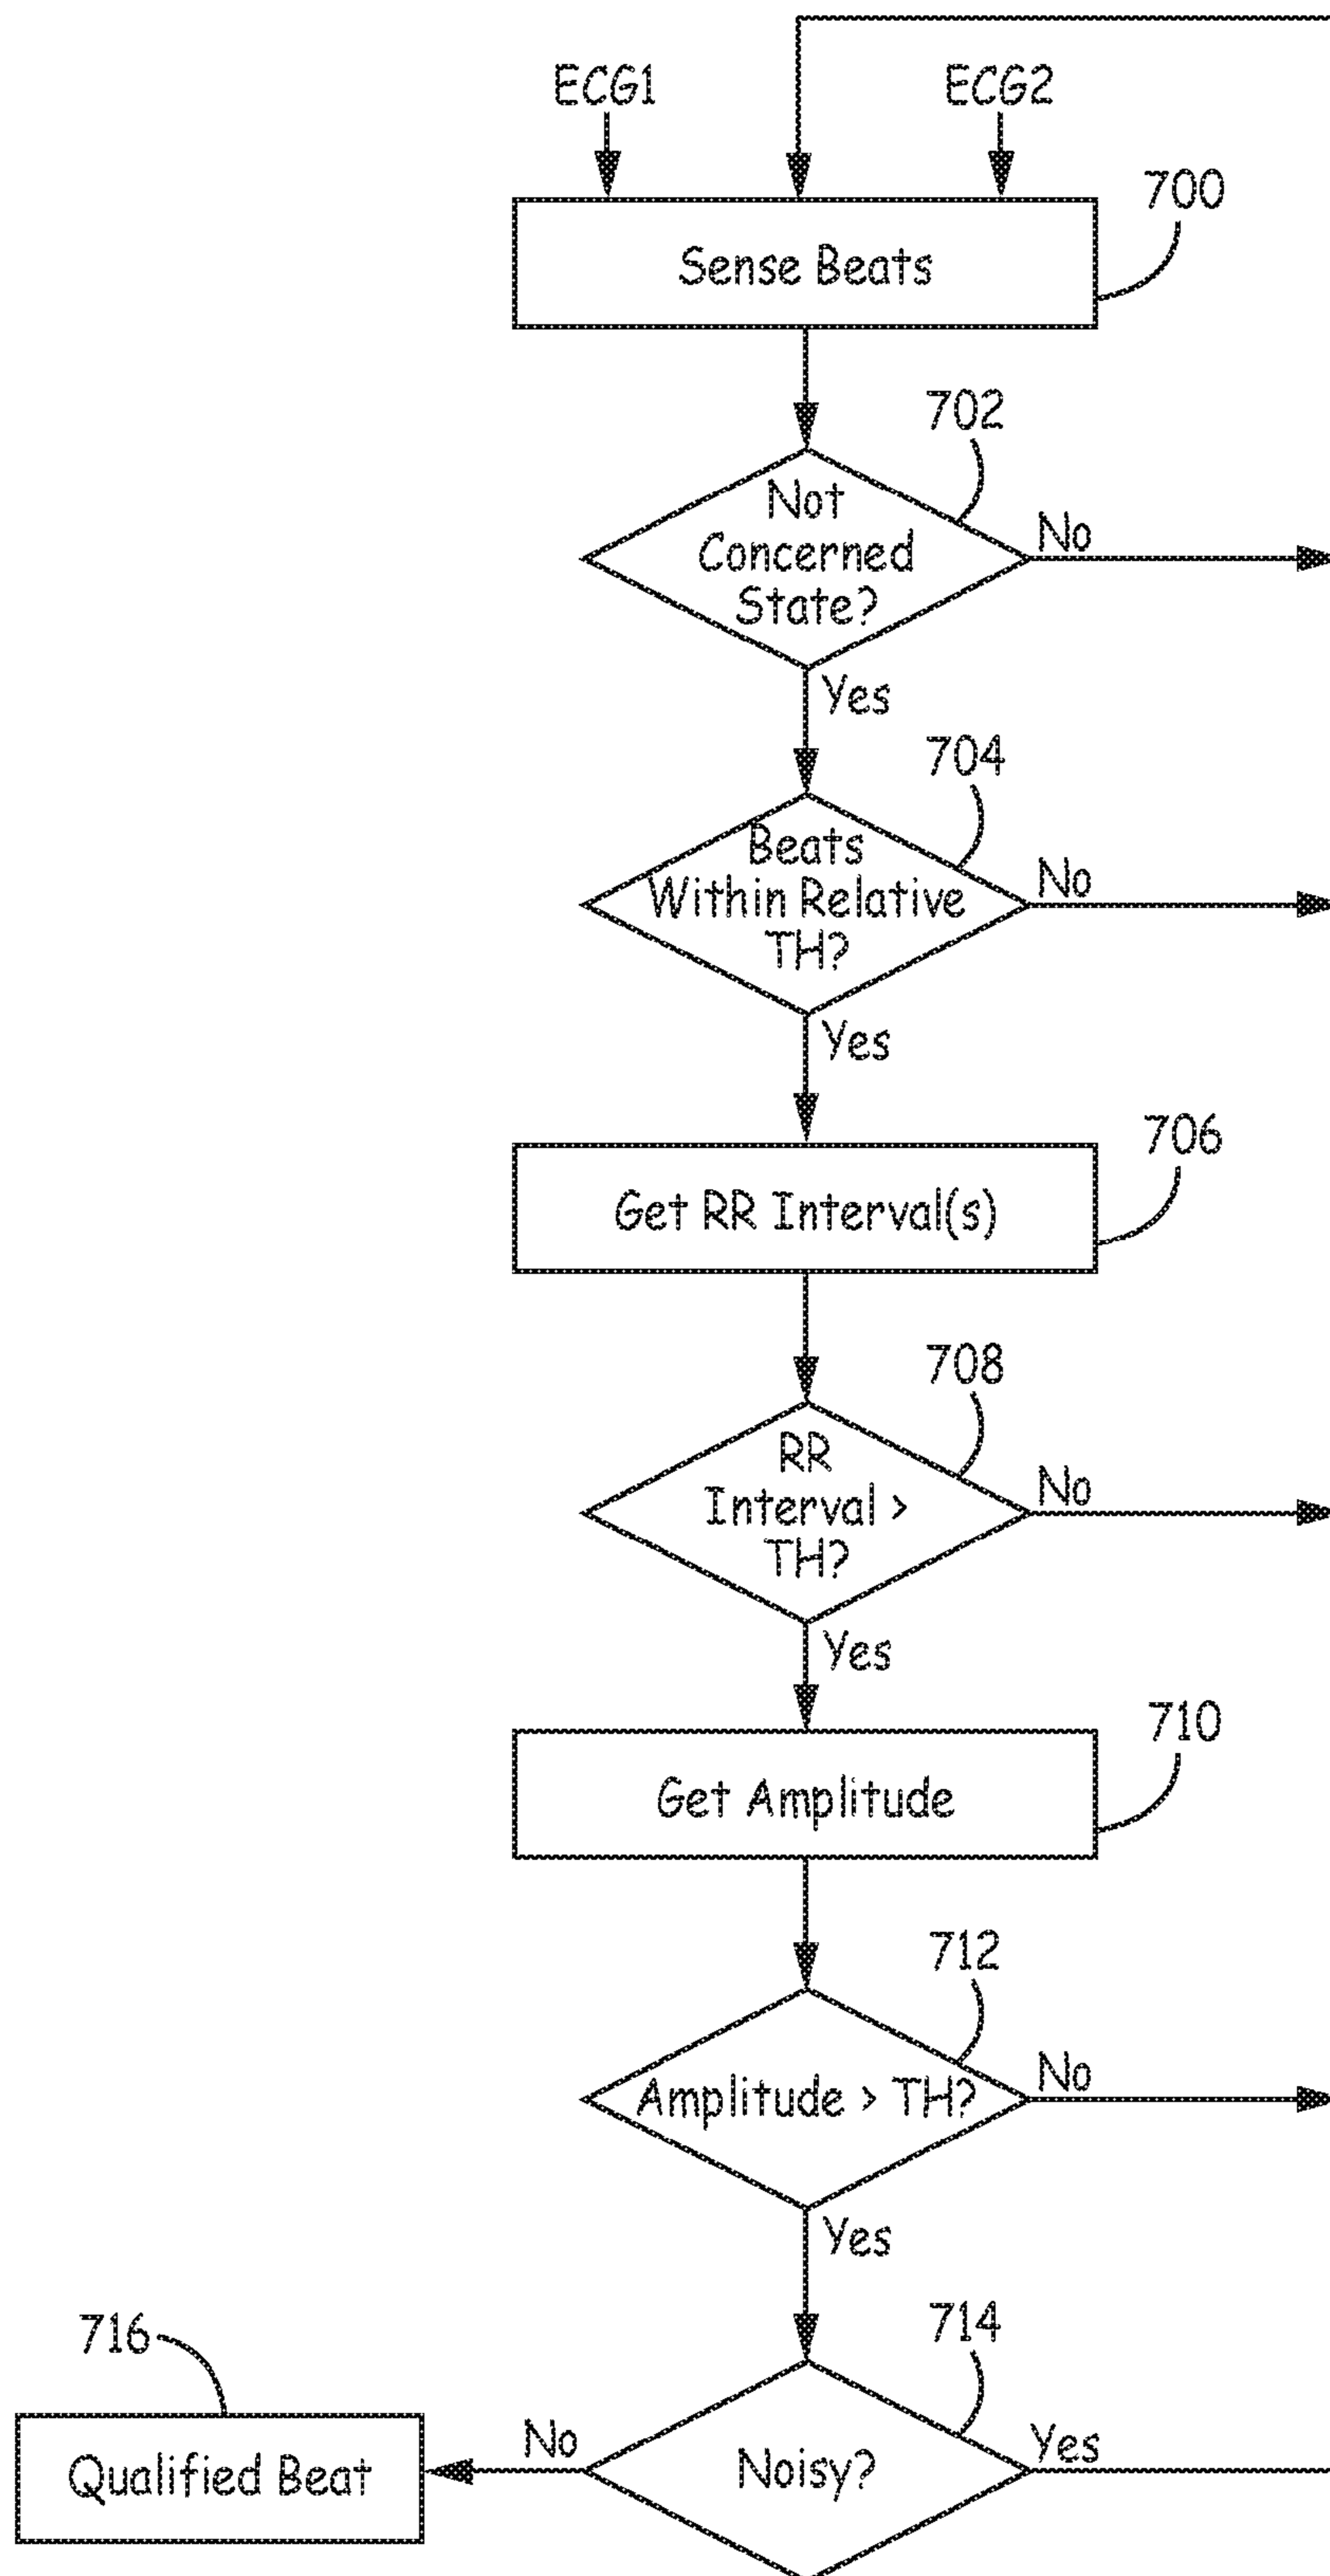 ECG1
ECG2
700
Sense Beats
702
Not
Concerned
State?
No
Yes
704
Beats
Within Relative
TH?
No
Yes
706
Get RR Interval(s)
708
RR
Interval >
TH?
No
Yes
710
Get Amplitude
712
Amplitude > TH?
No
Yes
716
714
Qualified Beat
No
Noisy?
Yes